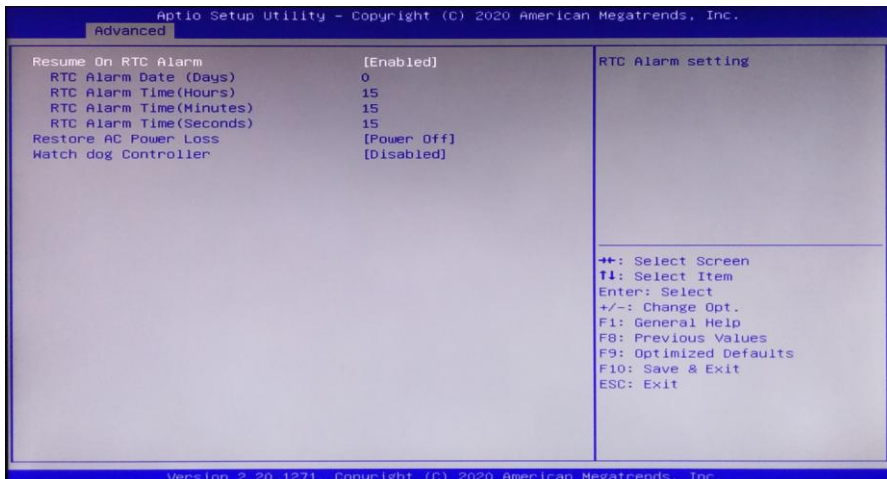 Aptio Setup Utility – Copyright (C) 2020 American Megatrends, Inc.
Advanced
Resume On RTC Alarm [Enabled]
RTC Alarm Date (Days) 0
RTC Alarm Time(Hours) 15
RTC Alarm Time(Minutes) 15
RTC Alarm Time(Seconds) 15
Restore AC Power Loss [Power Off]
Watch dog Controller [Disabled]
RTC Alarm setting
→←: Select Screen
↑↓: Select Item
Enter: Select
+/-: Change Opt.
F1: General Help
F8: Previous Values
F9: Optimized Defaults
F10: Save & Exit
ESC: Exit
Version 2.20.1271. Copyright (C) 2020 American Megatrends, Inc.